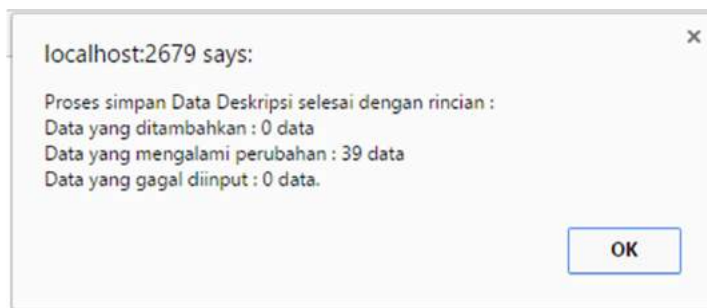 localhost:2679 says:
Proses simpan Data Deskripsi selesai dengan rincian :
Data yang ditambahkan : 0 data
Data yang mengalami perubahan : 39 data
Data yang gagal diinput : 0 data.
OK